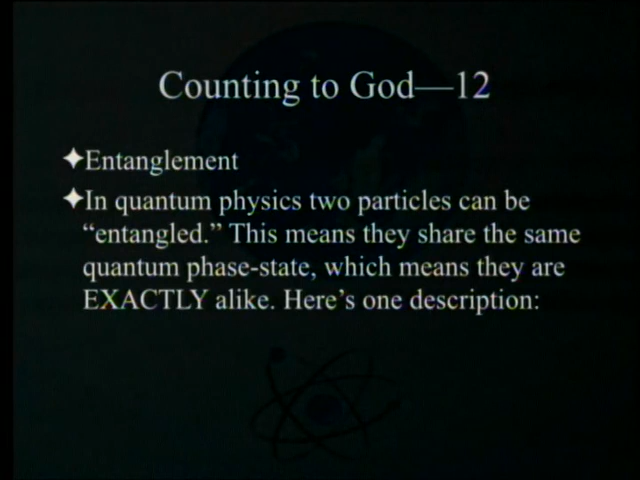 Counting to God—12
✦Entanglement
✦In quantum physics two particles can be
“entangled.” This means they share the same
quantum phase-state, which means they are
EXACTLY alike. Here’s one description: